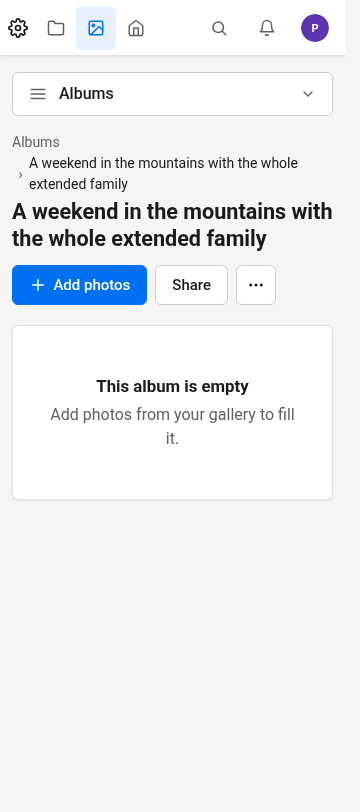 P
Albums
Albums
› A weekend in the mountains with the whole
extended family
A weekend in the mountains with
the whole extended family
Add photos
Share
This album is empty
Add photos from your gallery to fill
it.